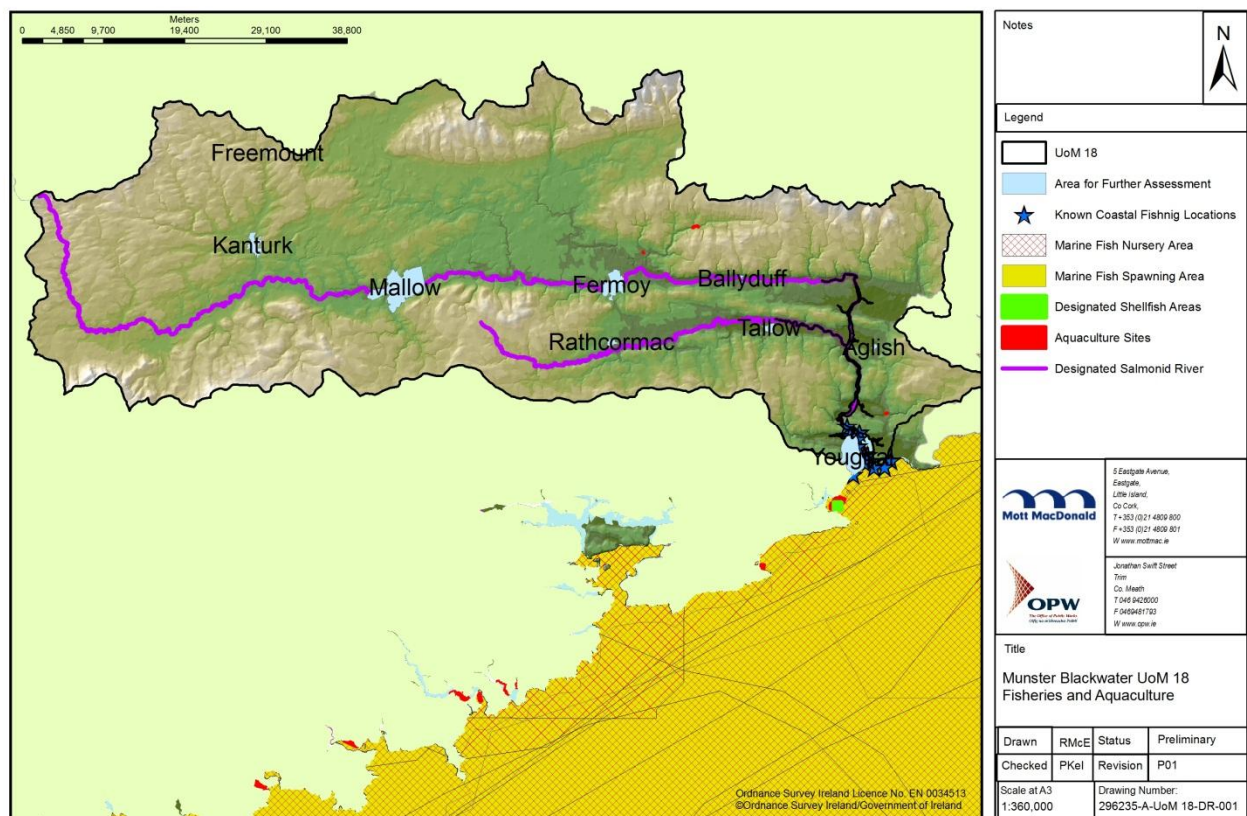 Meters
0 4,850 9,700 19,400 29,100 38,800
Freemount
Kanturk
Mallow
Fermoy
Ballyduff
Rathcormac
Tallow
Aglish
Ordnance Survey Ireland Licence No. EN 0034513
©Ordnance Survey Ireland/Government of Ireland
Notes
N
Legend
UoM 18
Area for Further Assessment
Known Coastal Fishnig Locations
Marine Fish Nursery Area
Marine Fish Spawning Area
Designated Shellfish Areas
Aquaculture Sites
Designated Salmonid River
Mott MacDonald
5 Eastgate Avenue,
Eastgate,
Little Island,
Co Cork,
T +353 (0)21 4809 800
F +353 (0)21 4809 801
W www.mottmac.ie
OPW
The Office of Public Works
Jonathan Swift Street
Trim
Co. Meath
T 046 9426000
F 0469481793
W www.opw.ie
Title
Munster Blackwater UoM 18
Fisheries and Aquaculture
Drawn RMcE Status Preliminary
Checked PKel Revision P01
Scale at A3
1:360,000
Drawing Number:
296235-A-UoM 18-DR-001